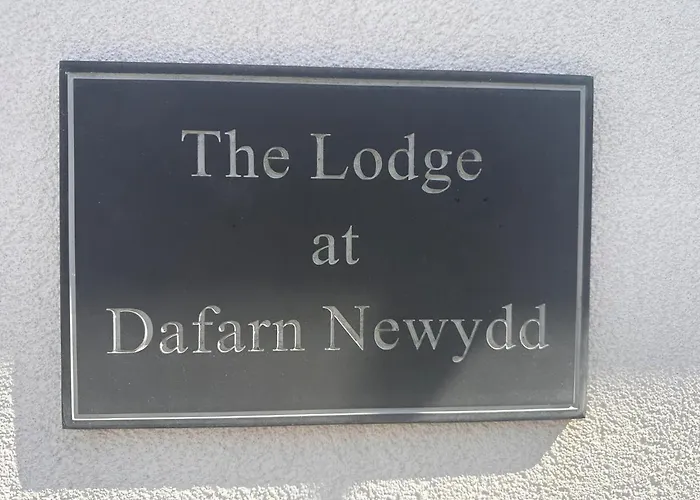 The Lodge
at
Dafarn Newydd